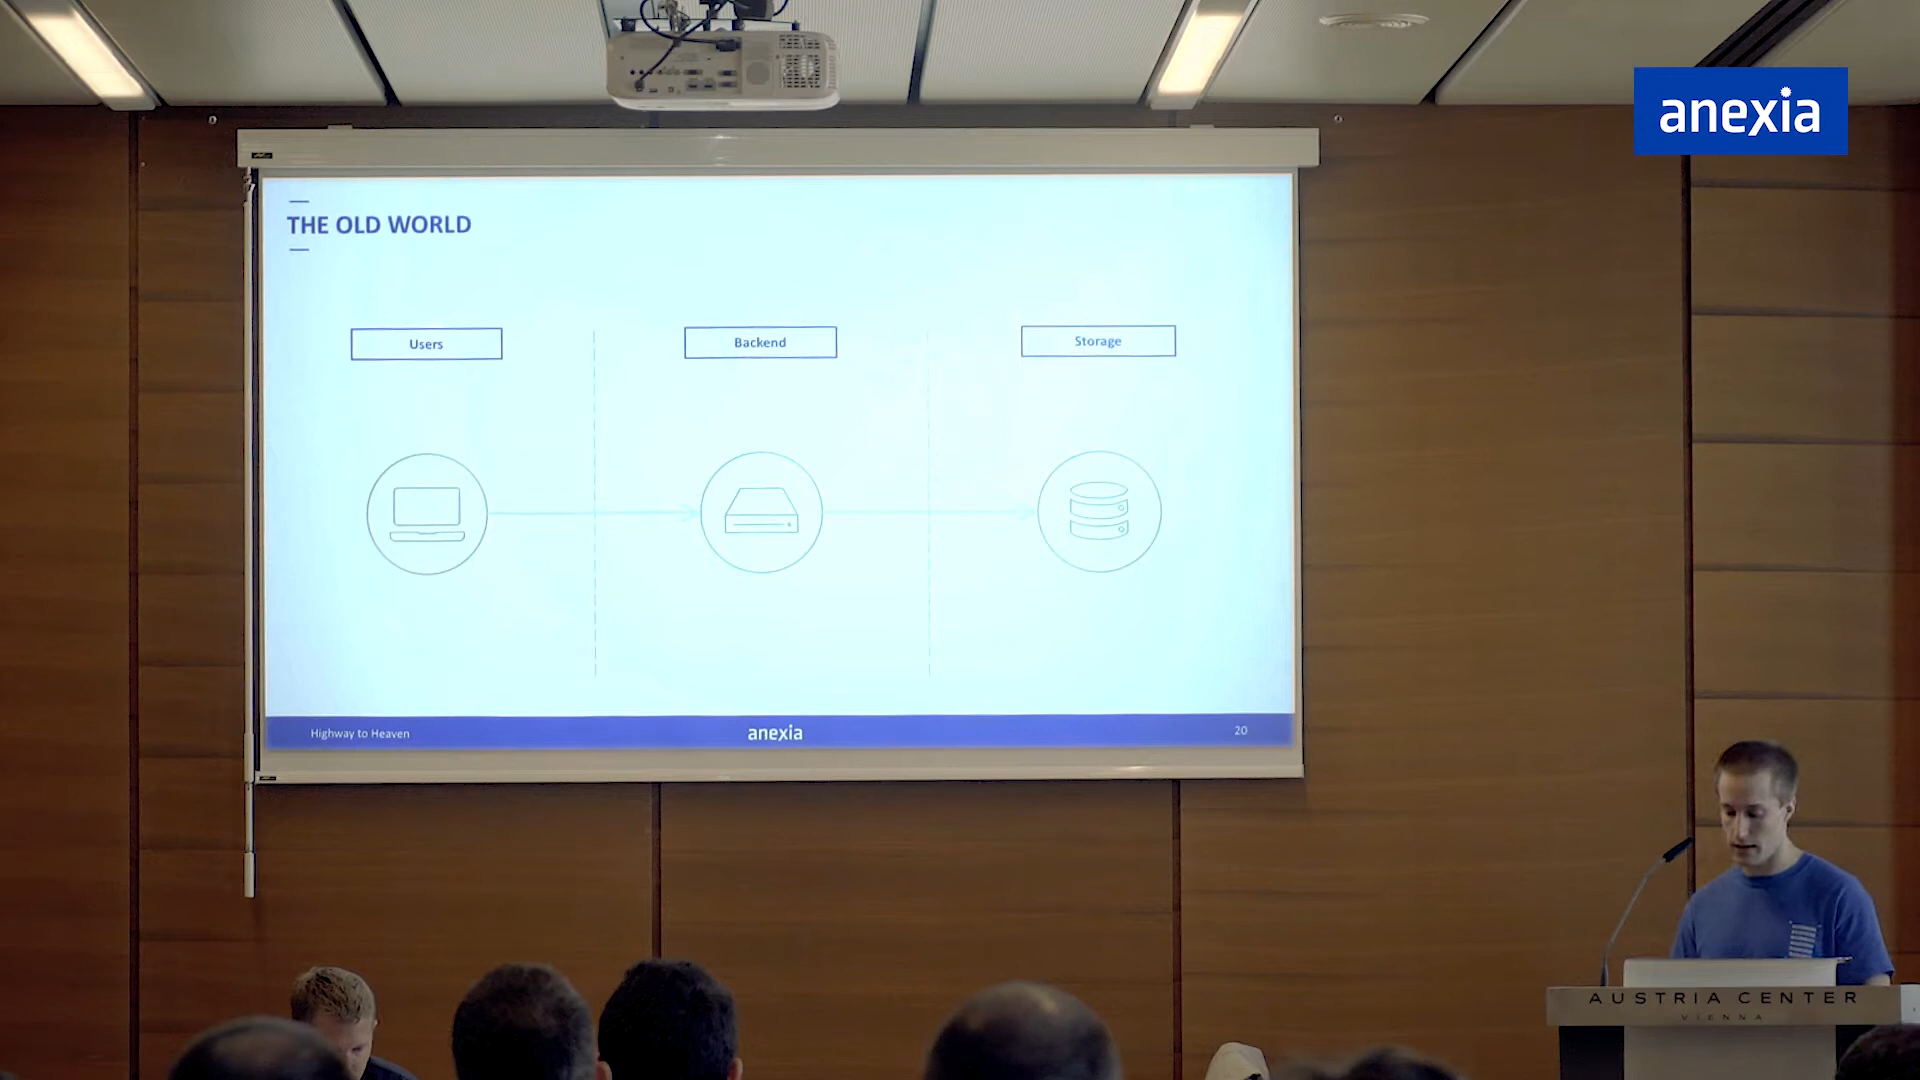 anexia
THE OLD WORLD
Users
Backend
Storage
Highway to Heaven
anexia
20
AUSTRIA CENTER
VIENNA